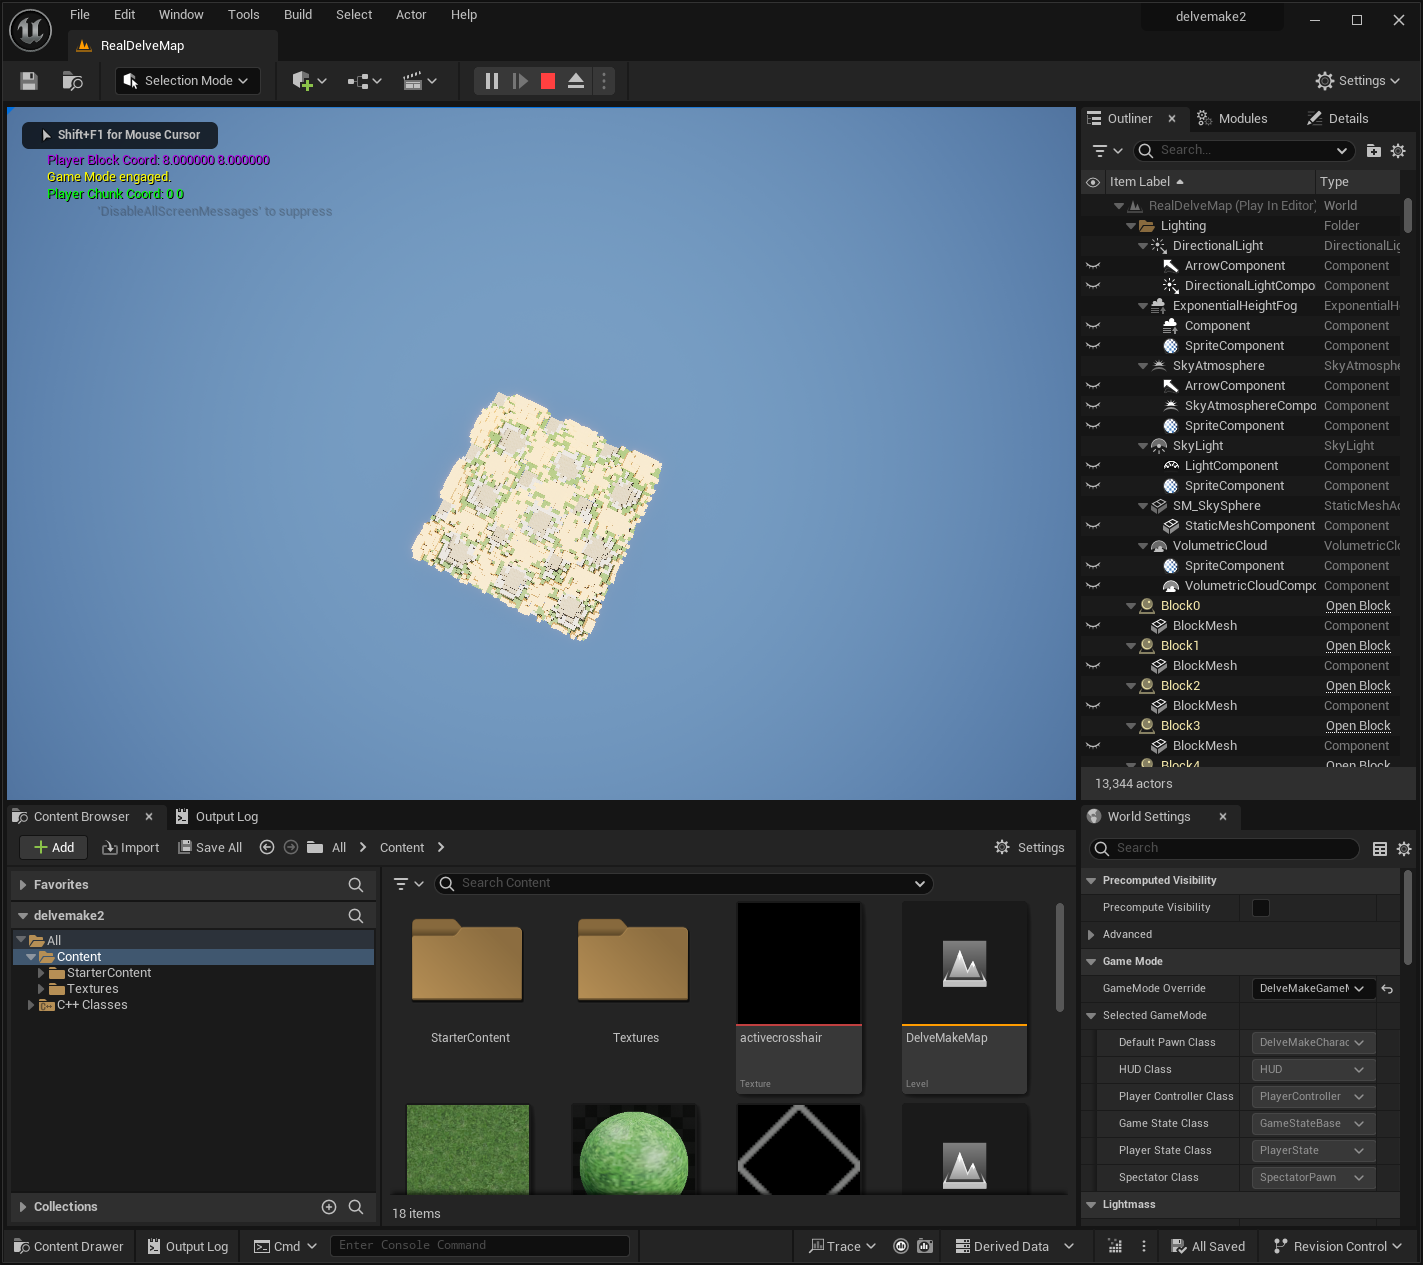 File Edit Window Tools Build Select Actor Help
delvemake2
RealDelveMap
Selection Mode
Settings
Shift+F1 for Mouse Cursor
Player Block Coord: 8.000000 8.000000
Game Mode engaged.
Player Chunk Coord: 0 0
'DisableAllScreenMessages' to suppress
Outliner
Modules
Details
Search...
Item Label Type
RealDelveMap (Play In Editor) World
Lighting Folder
DirectionalLight DirectionalLig
ArrowComponent Component
DirectionalLightCompo Component
ExponentialHeightFog ExponentialH
Component Component
SpriteComponent Component
SkyAtmosphere SkyAtmosphe
ArrowComponent Component
SkyAtmosphereCompo Component
SpriteComponent Component
SkyLight SkyLight
LightComponent Component
SpriteComponent Component
SM_SkySphere StaticMeshAc
StaticMeshComponent Component
VolumetricCloud VolumetricClo
SpriteComponent Component
VolumetricCloudCompo Component
Block0 Open Block
BlockMesh Component
Block1 Open Block
BlockMesh Component
Block2 Open Block
BlockMesh Component
Block3 Open Block
BlockMesh Component
Block4 Open Block
13,344 actors
Content Browser
Output Log
Add
Import
Save All
All
Content
Settings
Favorites
delvemake2
All
Content
StarterContent
Textures
C++ Classes
Collections
Search Content
StarterContent
Textures
activecrosshair
Texture
DelveMakeMap
Level
18 items
World Settings
Search
Precomputed Visibility
Precompute Visibility
Advanced
Game Mode
GameMode Override DelveMakeGameM
Selected GameMode
Default Pawn Class DelveMakeCharac
HUD Class HUD
Player Controller Class PlayerController
Game State Class GameStateBase
Player State Class PlayerState
Spectator Class SpectatorPawn
Lightmass
Content Drawer
Output Log
Cmd
Enter Console Command
Trace
Derived Data
All Saved
Revision Control